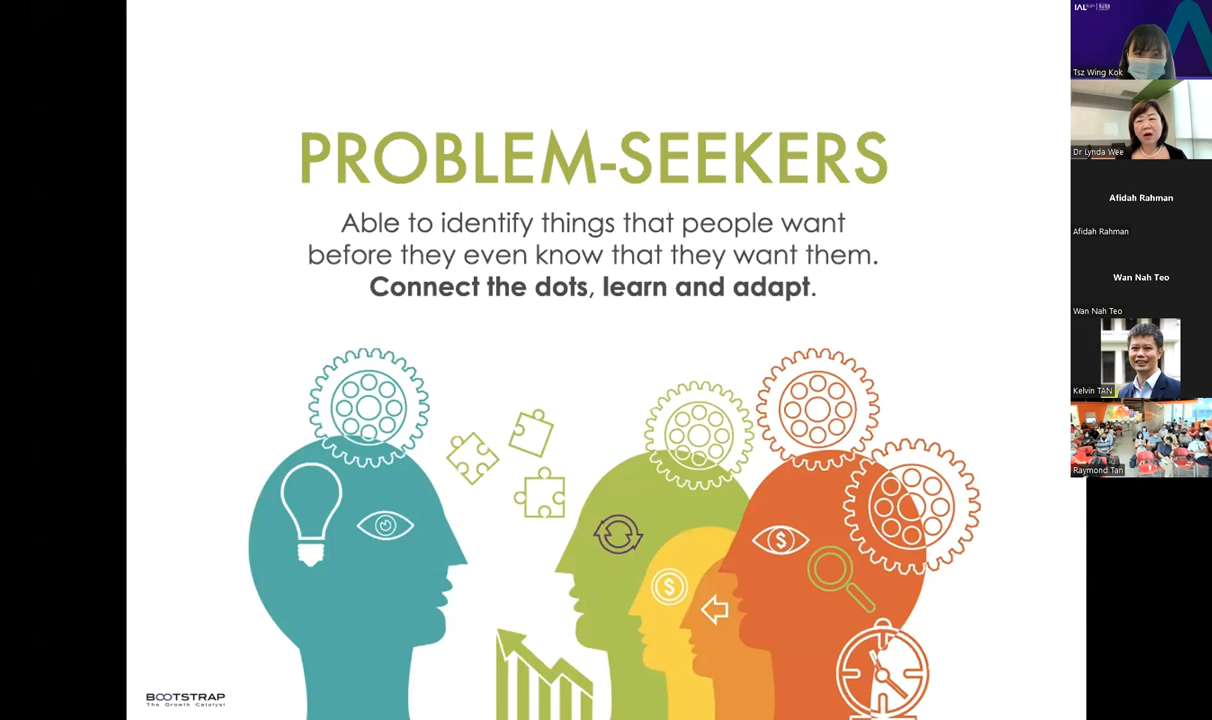 PROBLEM-SEEKERS
Able to identify things that people want
before they even know that they want them.
Connect the dots, learn and adapt.
$
$
BOOTSTRAP
The Growth Catalyst
IAL
Tsz Wing Kok
Dr Lynda Wee
Afidah Rahman
Afidah Rahman
Wan Nah Teo
Wan Nah Teo
Kelvin TAN
Raymond Tan